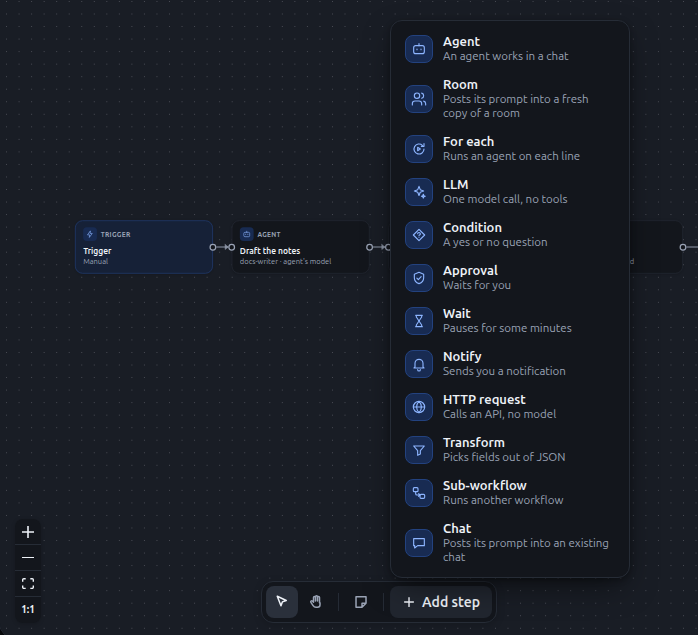 Agent
An agent works in a chat
Room
Posts its prompt into a fresh
copy of a room
For each
Runs an agent on each line
LLM
One model call, no tools
Condition
A yes or no question
Approval
Waits for you
Wait
Pauses for some minutes
Notify
Sends you a notification
HTTP request
Calls an API, no model
Transform
Picks fields out of JSON
Sub-workflow
Runs another workflow
Chat
Posts its prompt into an existing
chat
TRIGGER
Trigger
Manual
AGENT
Draft the notes
docs-writer · agent's model
d
1:1
Add step